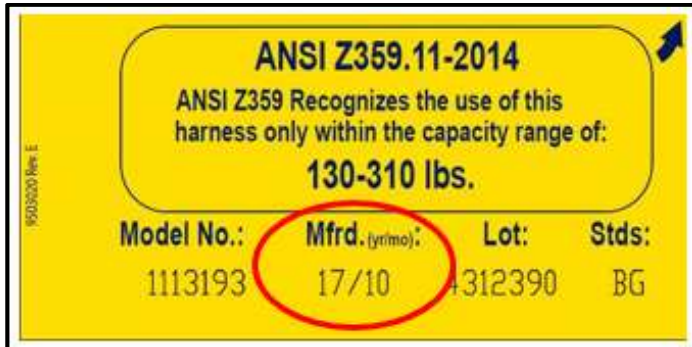 ANSI Z359.11-2014
ANSI Z359 Recognizes the use of this
harness only within the capacity range of:
130-310 lbs.
9503020 Rev. E
Model No.: Mfrd.(yr/mo): Lot: Stds:
1113193 17/10 4312390 BG